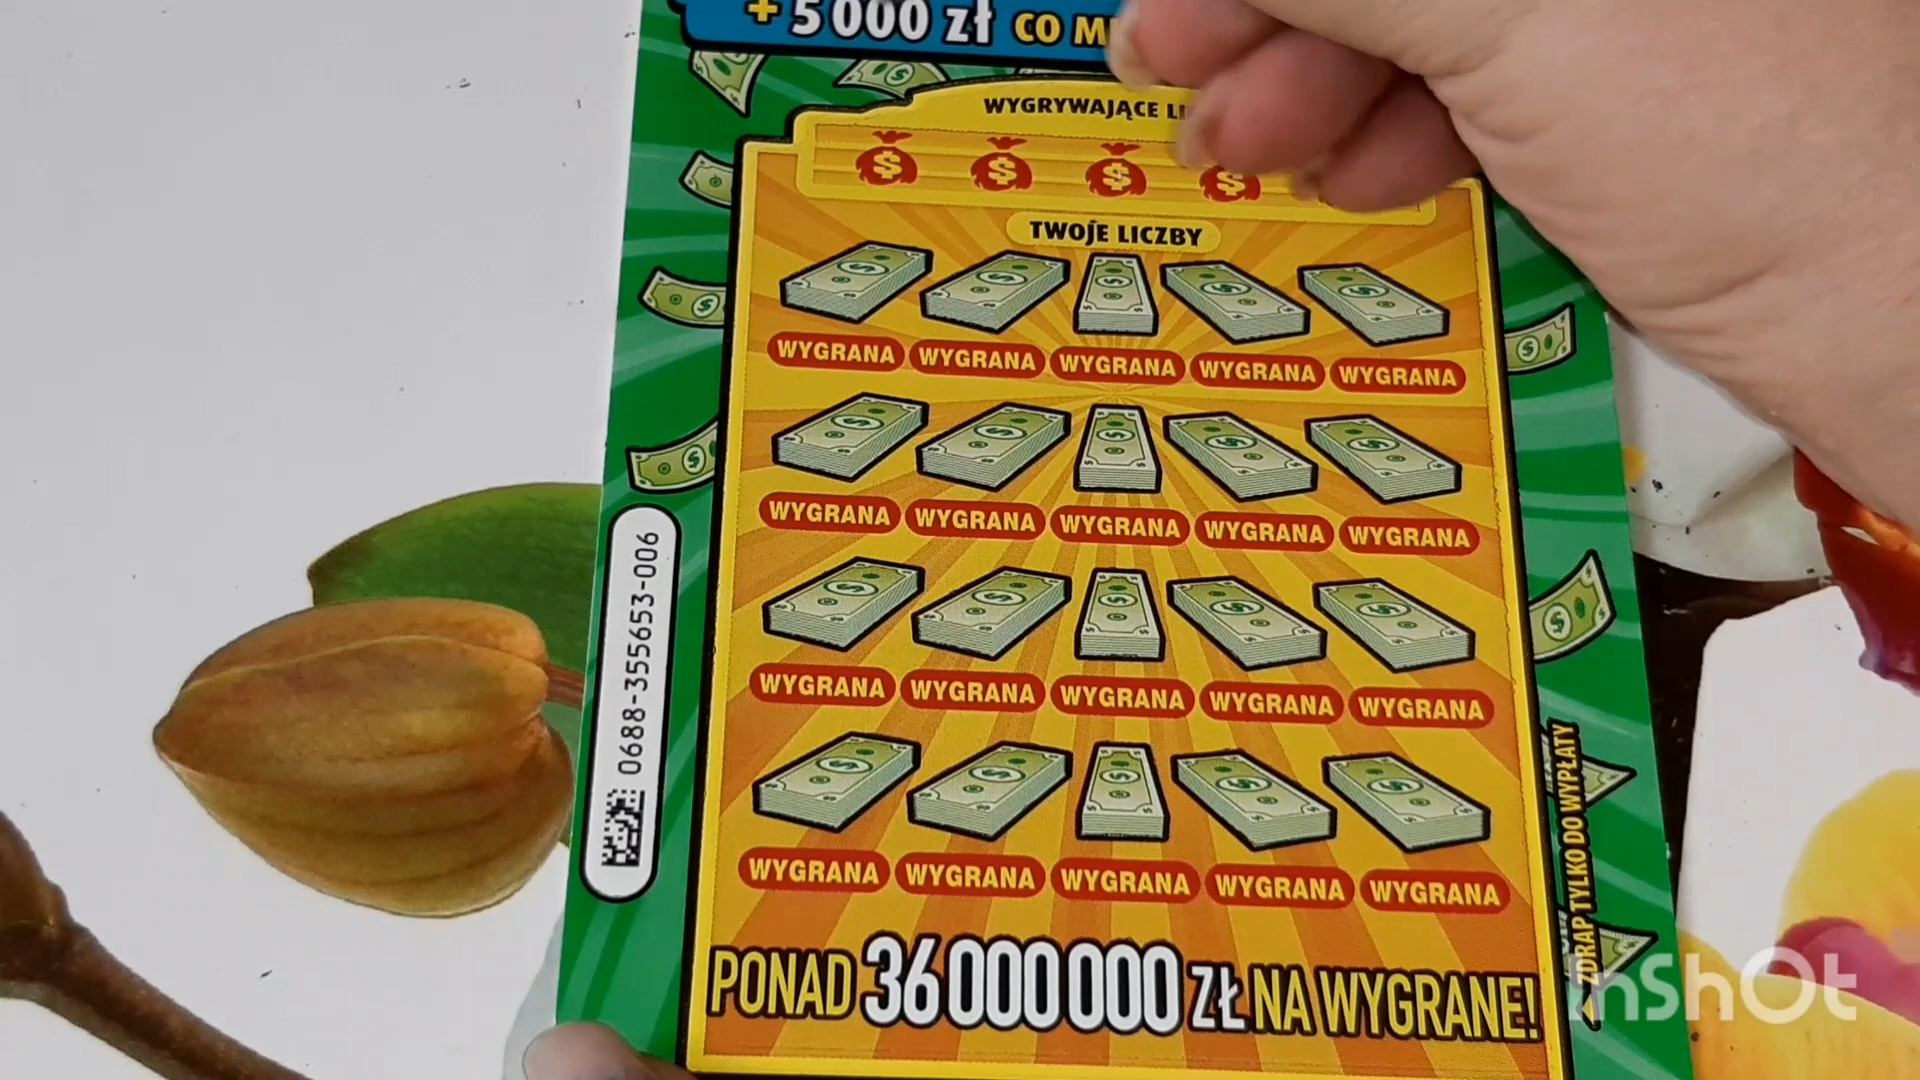 + 5 000 zł CO
WYGRYWAJĄCE
TWOJE LICZBY
WYGRANA WYGRANA WYGRANA WYGRANA WYGRANA
WYGRANA WYGRANA WYGRANA WYGRANA WYGRANA
WYGRANA WYGRANA WYGRANA WYGRANA WYGRANA
WYGRANA WYGRANA WYGRANA WYGRANA WYGRANA
PONAD 36 000 000 ZŁ NA WYGRANE!
0688-355653-006
ZDRAP TYLKO DO WYPŁATY
InShOt